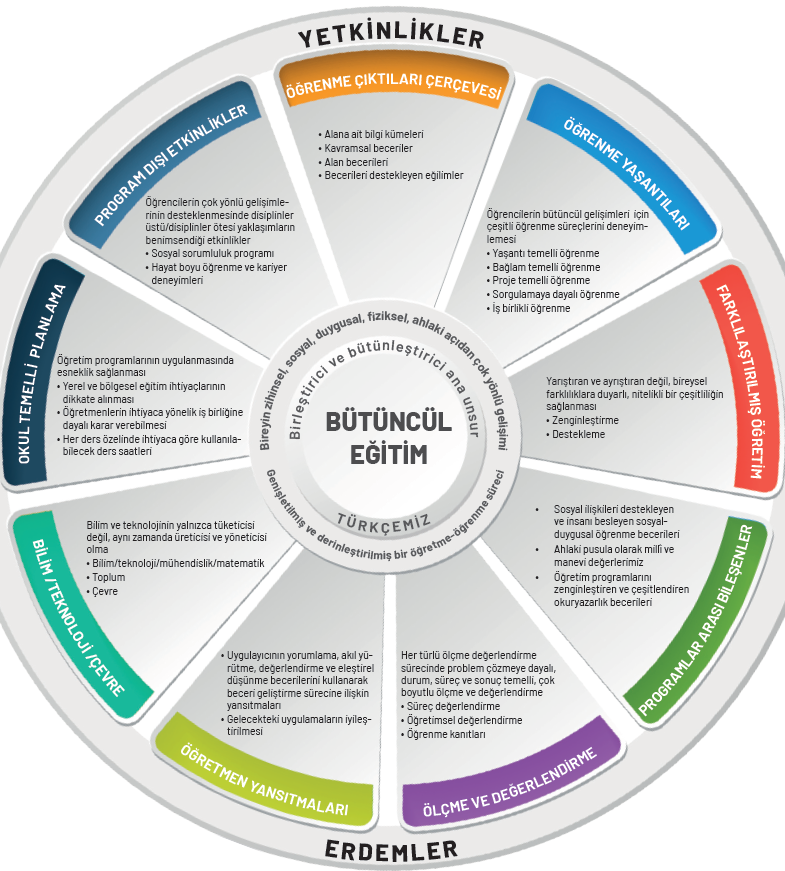 YETKİNLİKLER
ÖĞRENME ÇIKTILARI ÇERÇEVESİ
• Alana ait bilgi kümeleri
• Kavramsal beceriler
• Alan becerileri
• Becerileri destekleyen eğilimler
ÖĞRENME YAŞANTILARI
Öğrencilerin bütüncül gelişimleri için
çeşitli öğrenme süreçlerini deneyim-
lemesi
• Yaşantı temelli öğrenme
• Bağlam temelli öğrenme
• Proje temelli öğrenme
• Sorgulamaya dayalı öğrenme
• İş birlikli öğrenme
FARKLILAŞTIRILMIŞ ÖĞRETİM
Yarıştıran ve ayrıştıran değil, bireysel
farklılıklara duyarlı, nitelikli bir çeşitliliğin
sağlanması
• Zenginleştirme
• Destekleme
PROGRAMLAR ARASI BİLEŞENLER
• Sosyal ilişkileri destekleyen
ve insanı besleyen sosyal-
duygusal öğrenme becerileri
• Ahlaki pusula olarak millî ve
manevi değerlerimiz
• Öğretim programlarını
zenginleştiren ve çeşitlendiren
okuryazarlık becerileri
ÖLÇME VE DEĞERLENDİRME
Her türlü ölçme değerlendirme
sürecinde problem çözmeye dayalı,
durum, süreç ve sonuç temelli, çok
boyutlu ölçme ve değerlendirme
• Süreç değerlendirme
• Öğretimsel değerlendirme
• Öğrenme kanıtları
ÖĞRETMEN YANSITMALARI
• Uygulayıcının yorumlama, akıl yü-
rütme, değerlendirme ve eleştirel
düşünme becerilerini kullanarak
beceri geliştirme sürecine ilişkin
yansıtmaları
• Gelecekteki uygulamaların iyileş-
tirilmesi
BİLİM /TEKNOLOJİ /ÇEVRE
Bilim ve teknolojinin yalnızca tüketicisi
değil, aynı zamanda üreticisi ve yöneticisi
olma
• Bilim/teknoloji/mühendislik/matematik
• Toplum
• Çevre
OKUL TEMELLİ PLANLAMA
Öğretim programlarının uygulanmasında
esneklik sağlanması
• Yerel ve bölgesel eğitim ihtiyaçlarının
dikkate alınması
• Öğretmenlerin ihtiyaca yönelik iş birliğine
dayalı karar verebilmesi
• Her ders özelinde ihtiyaca göre kullanıla-
bilecek ders saatleri
PROGRAM DIŞI ETKİNLİKLER
Öğrencilerin çok yönlü gelişimle-
rinin desteklenmesinde disiplinler
üstü/disiplinler ötesi yaklaşımların
benimsendiği etkinlikler
• Sosyal sorumluluk programı
• Hayat boyu öğrenme ve kariyer
deneyimleri
Bireyin zihinsel, sosyal, duygusal, fiziksel, ahlaki açıdan çok yönlü gelişimi
Birleştirici ve bütünleştirici ana unsur
BÜTÜNCÜL
EĞİTİM
TÜRKÇEMİZ
Genişletilmiş ve derinleştirilmiş bir öğretme-öğrenme süreci
ERDEMLER